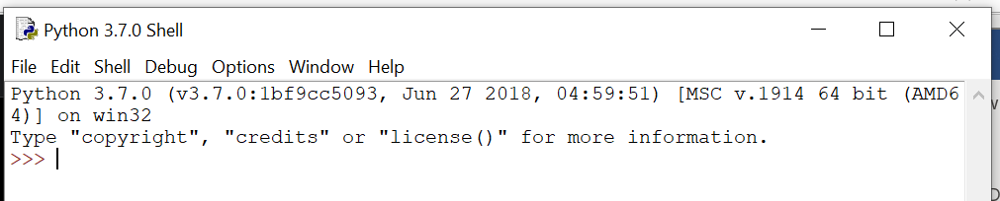 Python 3.7.0 Shell
File Edit Shell Debug Options Window Help
Python 3.7.0 (v3.7.0:1bf9cc5093, Jun 27 2018, 04:59:51) [MSC v.1914 64 bit (AMD6
4)] on win32
Type "copyright", "credits" or "license()" for more information.
>>>